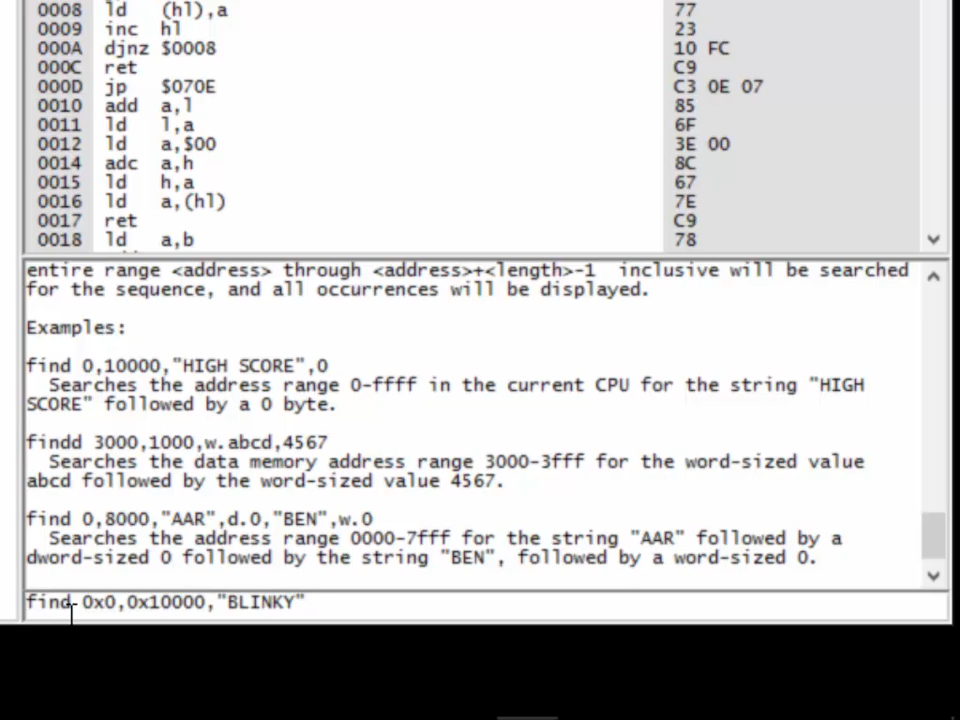 0008 ld (hl),a 77
0009 inc hl 23
000A djnz $0008 10 FC
000C ret C9
000D jp $070E C3 0E 07
0010 add a,l 85
0011 ld l,a 6F
0012 ld a,$00 3E 00
0014 adc a,h 8C
0015 ld h,a 67
0016 ld a,(hl) 7E
0017 ret C9
0018 ld a,b 78
entire range <address> through <address>+<length>-1  inclusive will be searched
for the sequence, and all occurrences will be displayed.
Examples:
find 0,10000,"HIGH SCORE",0
Searches the address range 0-ffff in the current CPU for the string "HIGH
SCORE" followed by a 0 byte.
findd 3000,1000,w.abcd,4567
Searches the data memory address range 3000-3fff for the word-sized value
abcd followed by the word-sized value 4567.
find 0,8000,"AAR",d.0,"BEN",w.0
Searches the address range 0000-7fff for the string "AAR" followed by a
dword-sized 0 followed by the string "BEN", followed by a word-sized 0.
find 0x0,0x10000,"BLINKY"